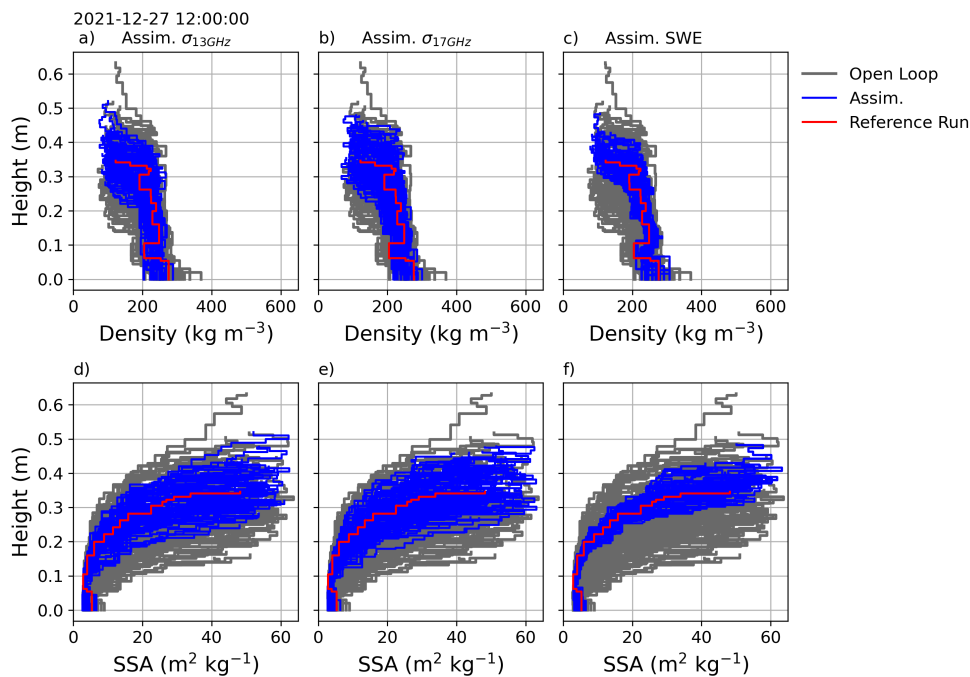 2021-12-27 12:00:00
a) Assim. σ₁₃GHz
b) Assim. σ₁₇GHz
c) Assim. SWE
Open Loop
Assim.
Reference Run
Height (m)
0.6
0.5
0.4
0.3
0.2
0.1
0.0
0 200 400 600
0 200 400 600
0 200 400 600
Density (kg m⁻³)
Density (kg m⁻³)
Density (kg m⁻³)
d)
e)
f)
Height (m)
0.6
0.5
0.4
0.3
0.2
0.1
0.0
0 20 40 60
0 20 40 60
0 20 40 60
SSA (m² kg⁻¹)
SSA (m² kg⁻¹)
SSA (m² kg⁻¹)